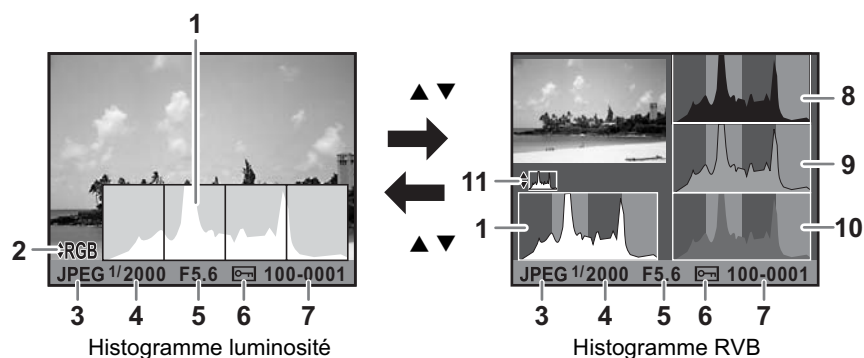 1
8
9
11
1
10
2
RGB
JPEG 1/2000 F5.6 100-0001
JPEG 1/2000 F5.6 100-0001
3 4 5 6 7
3 4 5 6 7
Histogramme luminosité
Histogramme RVB